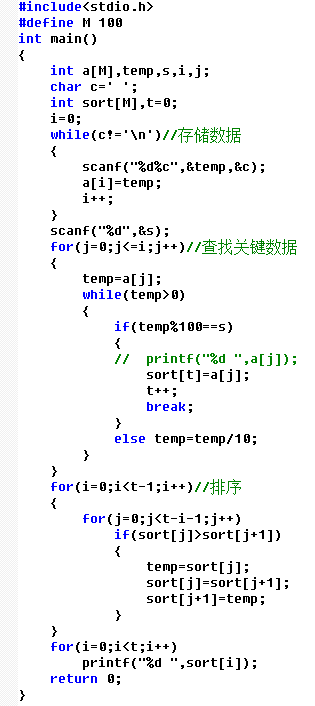 #include<stdio.h>
#define M 100
int main()
{
    int a[M],temp,s,i,j;
    char c=' ';
    int sort[M],t=0;
    i=0;
    while(c!='\n')//存储数据
    {
        scanf("%d%c",&temp,&c);
        a[i]=temp;
        i++;
    }
    scanf("%d",&s);
    for(j=0;j<=i;j++)//查找关键数据
    {
        temp=a[j];
        while(temp>0)
        {
            if(temp%100==s)
            {
            //  printf("%d ",a[j]);
                sort[t]=a[j];
                t++;
                break;
            }
            else temp=temp/10;
        }
    }
    for(i=0;i<t-1;i++)//排序
    {
        for(j=0;j<t-i-1;j++)
            if(sort[j]>sort[j+1])
            {
                temp=sort[j];
                sort[j]=sort[j+1];
                sort[j+1]=temp;
            }
    }
    for(i=0;i<t;i++)
        printf("%d ",sort[i]);
    return 0;
}